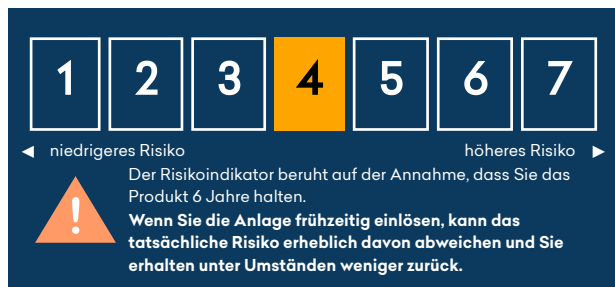 1 2 3 4 5 6 7
◄ niedrigeres Risiko höheres Risiko ►
Der Risikoindikator beruht auf der Annahme, dass Sie das
Produkt 6 Jahre halten.
Wenn Sie die Anlage frühzeitig einlösen, kann das
tatsächliche Risiko erheblich davon abweichen und Sie
erhalten unter Umständen weniger zurück.